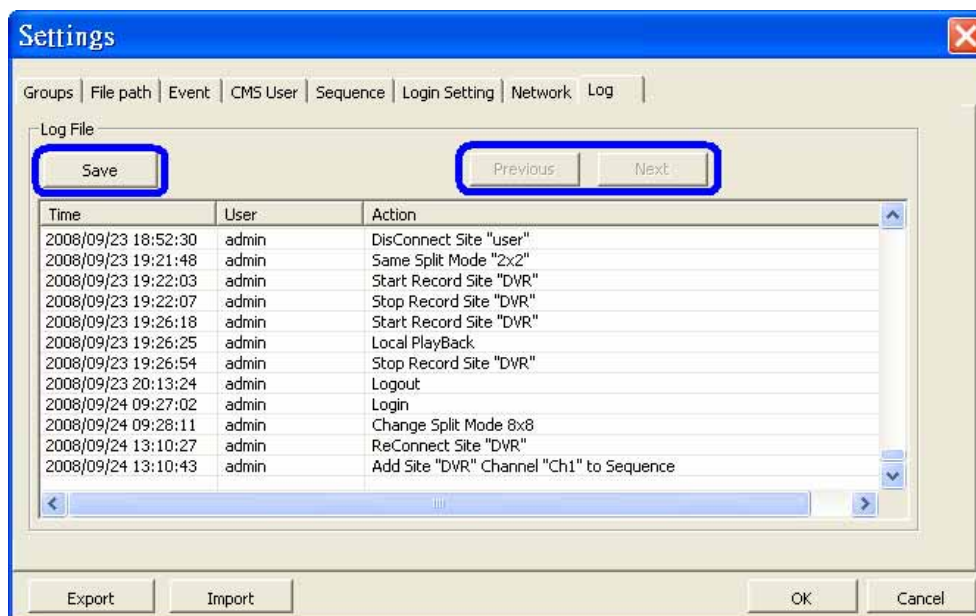 Settings
Groups File path Event CMS User Sequence Login Setting Network Log
Log File
Save Previous Next
Time User Action
2008/09/23 18:52:30 admin DisConnect Site "user"
2008/09/23 19:21:48 admin Same Split Mode "2x2"
2008/09/23 19:22:03 admin Start Record Site "DVR"
2008/09/23 19:22:07 admin Stop Record Site "DVR"
2008/09/23 19:26:18 admin Start Record Site "DVR"
2008/09/23 19:26:25 admin Local PlayBack
2008/09/23 19:26:54 admin Stop Record Site "DVR"
2008/09/23 20:13:24 admin Logout
2008/09/24 09:27:02 admin Login
2008/09/24 09:28:11 admin Change Split Mode 8x8
2008/09/24 13:10:27 admin ReConnect Site "DVR"
2008/09/24 13:10:43 admin Add Site "DVR" Channel "Ch1" to Sequence
Export Import OK Cancel